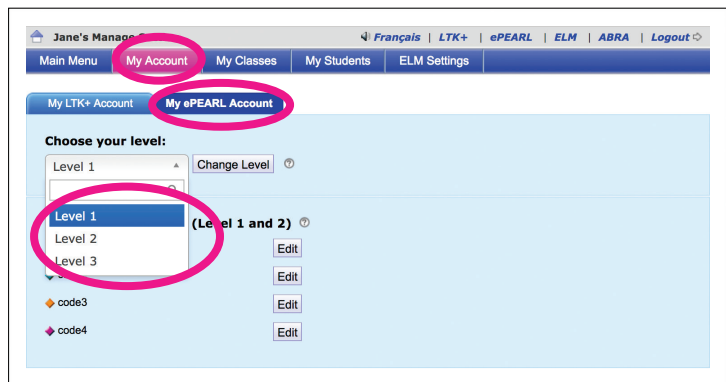 Jane's Mana Français | LTK+ | ePEARL | ELM | ABRA | Logout
Main Menu My Account My Classes My Students ELM Settings
My LTK+ Account My ePEARL Account
Choose your level:
Level 1 Change Level
Level 1
(Level 1 and 2)
Level 2
Edit
Level 3
Edit
code3 Edit
code4 Edit